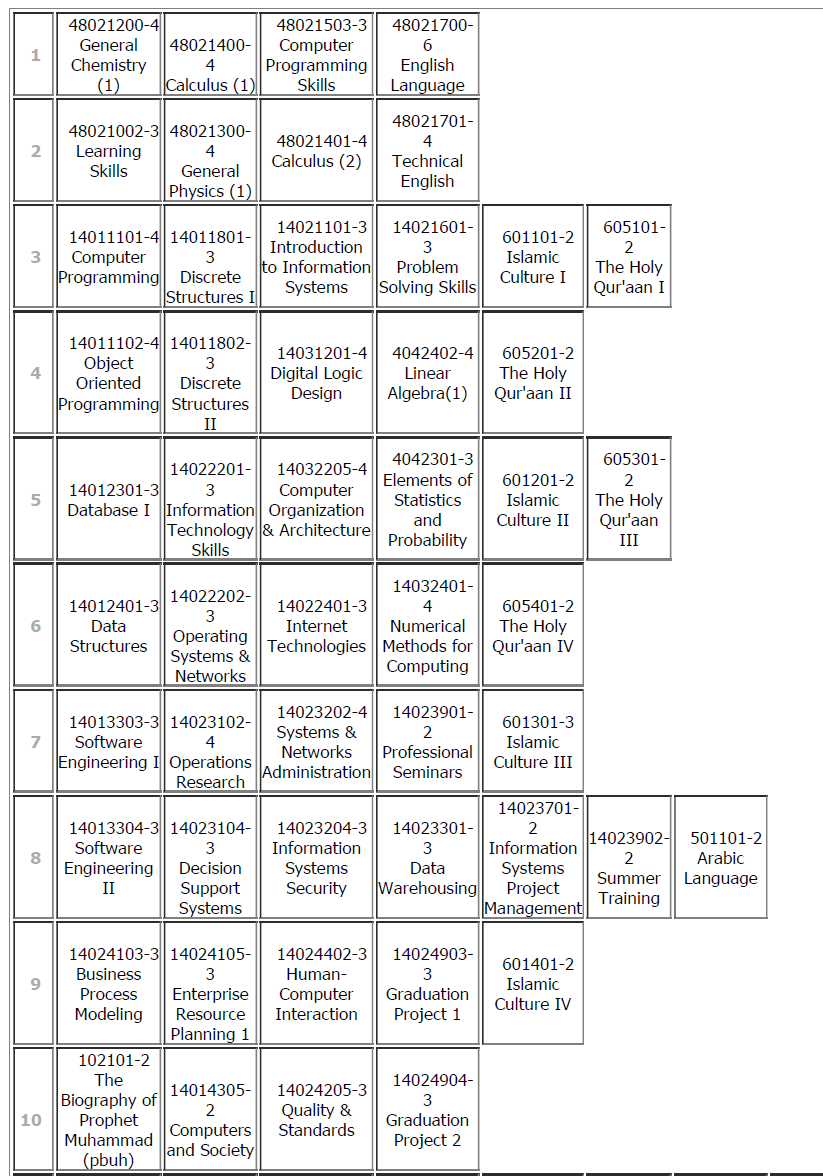 1
48021200-4
General
Chemistry
(1)
48021400-
4
Calculus (1)
48021503-3
Computer
Programming
Skills
48021700-
6
English
Language
2
48021002-3
Learning
Skills
48021300-
4
General
Physics (1)
48021401-4
Calculus (2)
48021701-
4
Technical
English
3
14011101-4
Computer
Programming
14011801-
3
Discrete
Structures I
14021101-3
Introduction
to Information
Systems
14021601-
3
Problem
Solving Skills
601101-2
Islamic
Culture I
605101-
2
The Holy
Qur'aan I
4
14011102-4
Object
Oriented
Programming
14011802-
3
Discrete
Structures
II
14031201-4
Digital Logic
Design
4042402-4
Linear
Algebra(1)
605201-2
The Holy
Qur'aan II
5
14012301-3
Database I
14022201-
3
Information
Technology
Skills
14032205-4
Computer
Organization
& Architecture
4042301-3
Elements of
Statistics
and
Probability
601201-2
Islamic
Culture II
605301-
2
The Holy
Qur'aan
III
6
14012401-3
Data
Structures
14022202-
3
Operating
Systems &
Networks
14022401-3
Internet
Technologies
14032401-
4
Numerical
Methods for
Computing
605401-2
The Holy
Qur'aan IV
7
14013303-3
Software
Engineering I
14023102-
4
Operations
Research
14023202-4
Systems &
Networks
Administration
14023901-
2
Professional
Seminars
601301-3
Islamic
Culture III
8
14013304-3
Software
Engineering
II
14023104-
3
Decision
Support
Systems
14023204-3
Information
Systems
Security
14023301-
3
Data
Warehousing
14023701-
2
Information
Systems
Project
Management
14023902-
2
Summer
Training
501101-2
Arabic
Language
9
14024103-3
Business
Process
Modeling
14024105-
3
Enterprise
Resource
Planning 1
14024402-3
Human-
Computer
Interaction
14024903-
3
Graduation
Project 1
601401-2
Islamic
Culture IV
10
102101-2
The
Biography of
Prophet
Muhammad
(pbuh)
14014305-
2
Computers
and Society
14024205-3
Quality &
Standards
14024904-
3
Graduation
Project 2